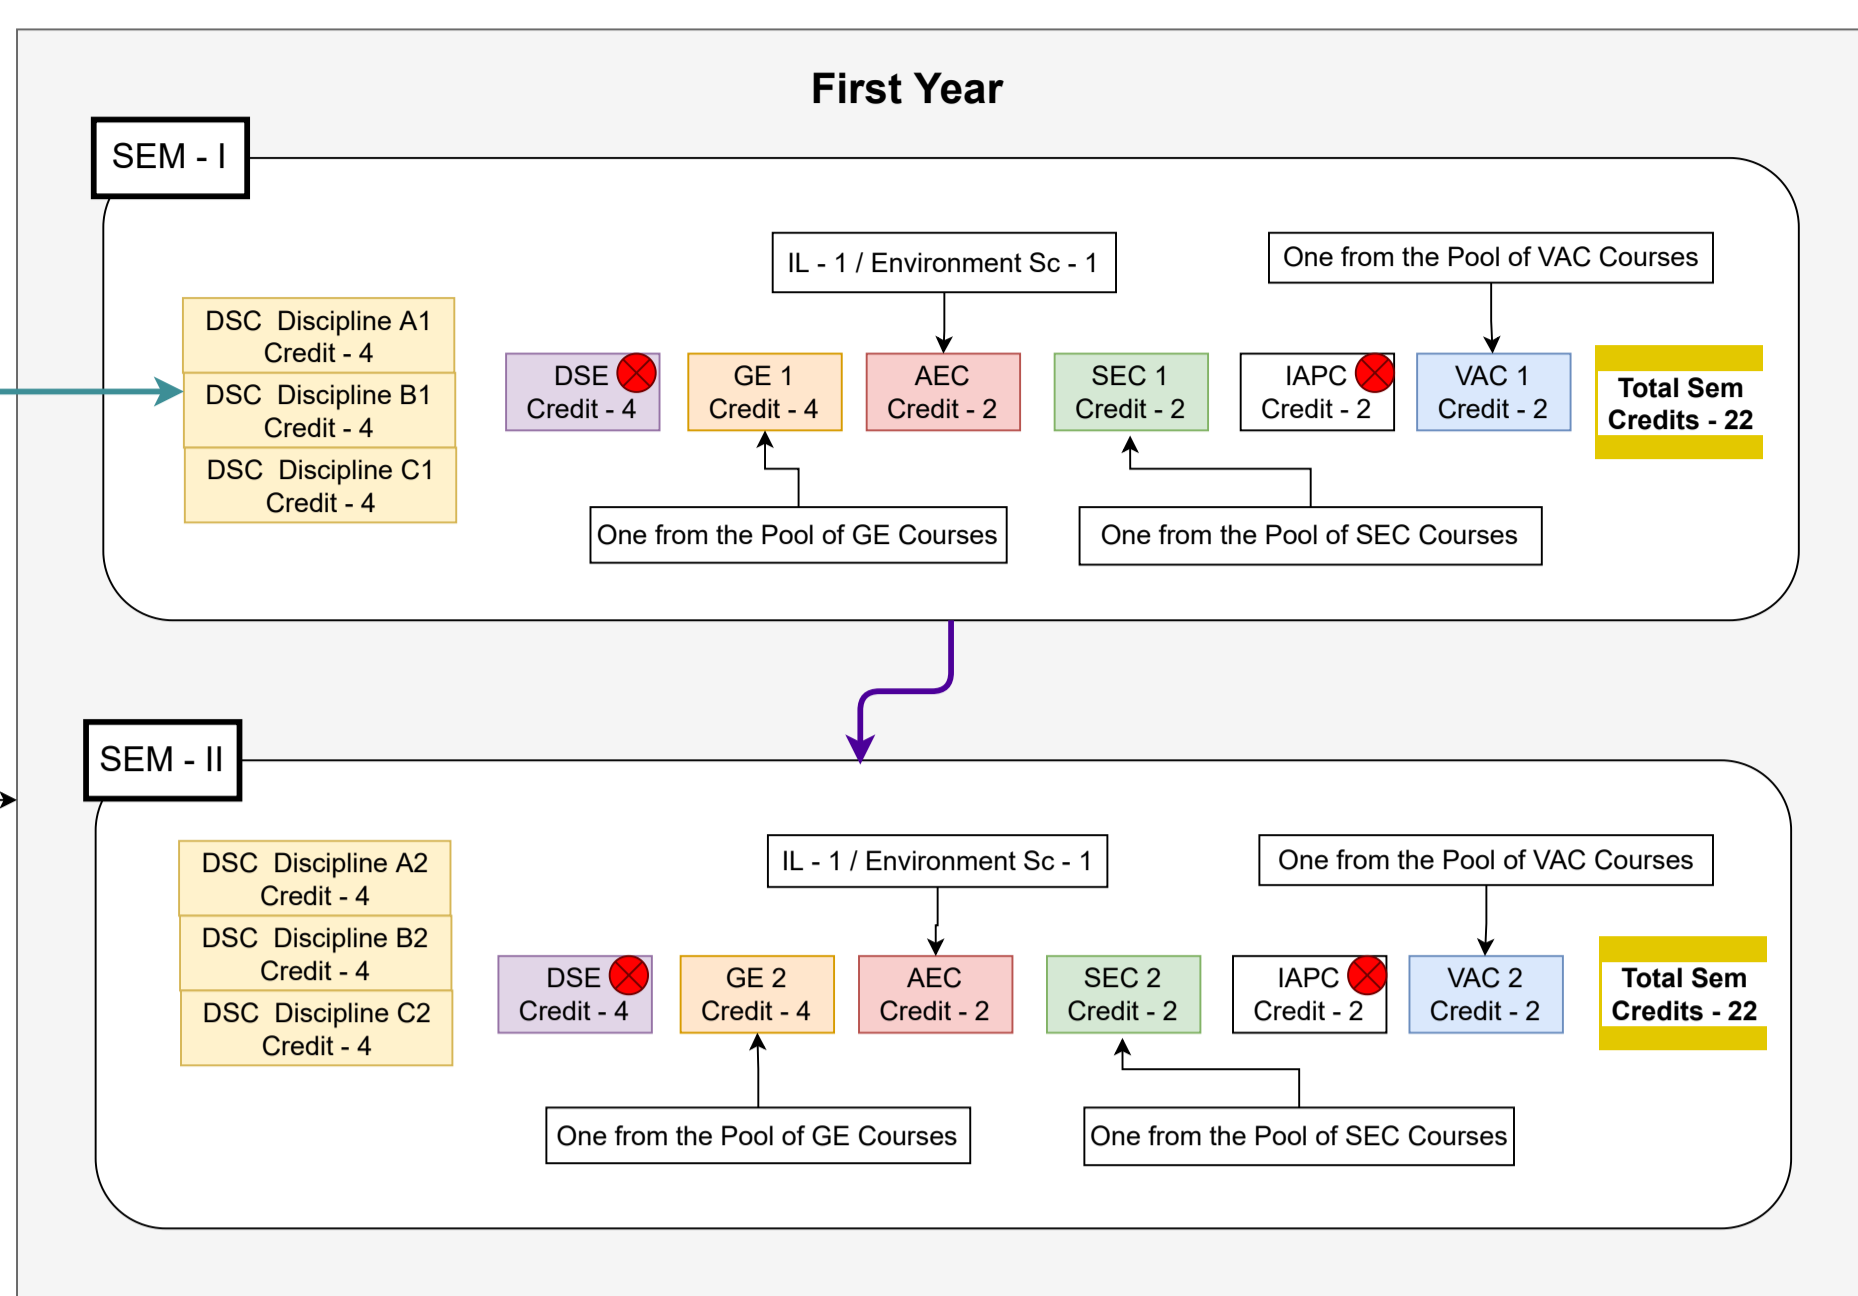 First Year
SEM - I
IL - 1 / Environment Sc - 1
One from the Pool of VAC Courses
DSC  Discipline A1
Credit - 4
DSC  Discipline B1
Credit - 4
DSC  Discipline C1
Credit - 4
DSE
Credit - 4
GE 1
Credit - 4
AEC
Credit - 2
SEC 1
Credit - 2
IAPC
Credit - 2
VAC 1
Credit - 2
Total Sem
Credits - 22
One from the Pool of GE Courses
One from the Pool of SEC Courses
SEM - II
IL - 1 / Environment Sc - 1
One from the Pool of VAC Courses
DSC  Discipline A2
Credit - 4
DSC  Discipline B2
Credit - 4
DSC  Discipline C2
Credit - 4
DSE
Credit - 4
GE 2
Credit - 4
AEC
Credit - 2
SEC 2
Credit - 2
IAPC
Credit - 2
VAC 2
Credit - 2
Total Sem
Credits - 22
One from the Pool of GE Courses
One from the Pool of SEC Courses